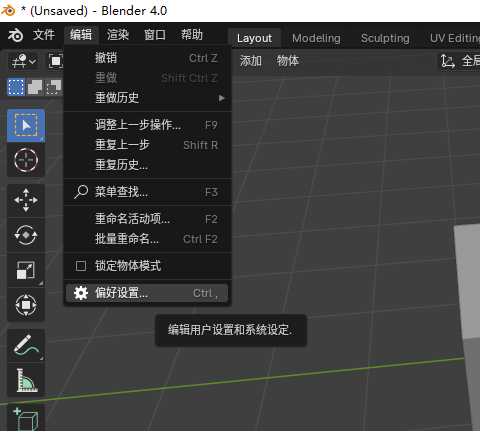 * (Unsaved) - Blender 4.0
文件 编辑 渲染 窗口 帮助 Layout Modeling Sculpting UV Editing
添加 物体 全局
撤销 Ctrl Z
重做 Shift Ctrl Z
重做历史
调整上一步操作... F9
重复上一步 Shift R
重复历史...
菜单查找... F3
重命名活动项... F2
批量重命名... Ctrl F2
锁定物体模式
偏好设置... Ctrl ,
编辑用户设置和系统设定.